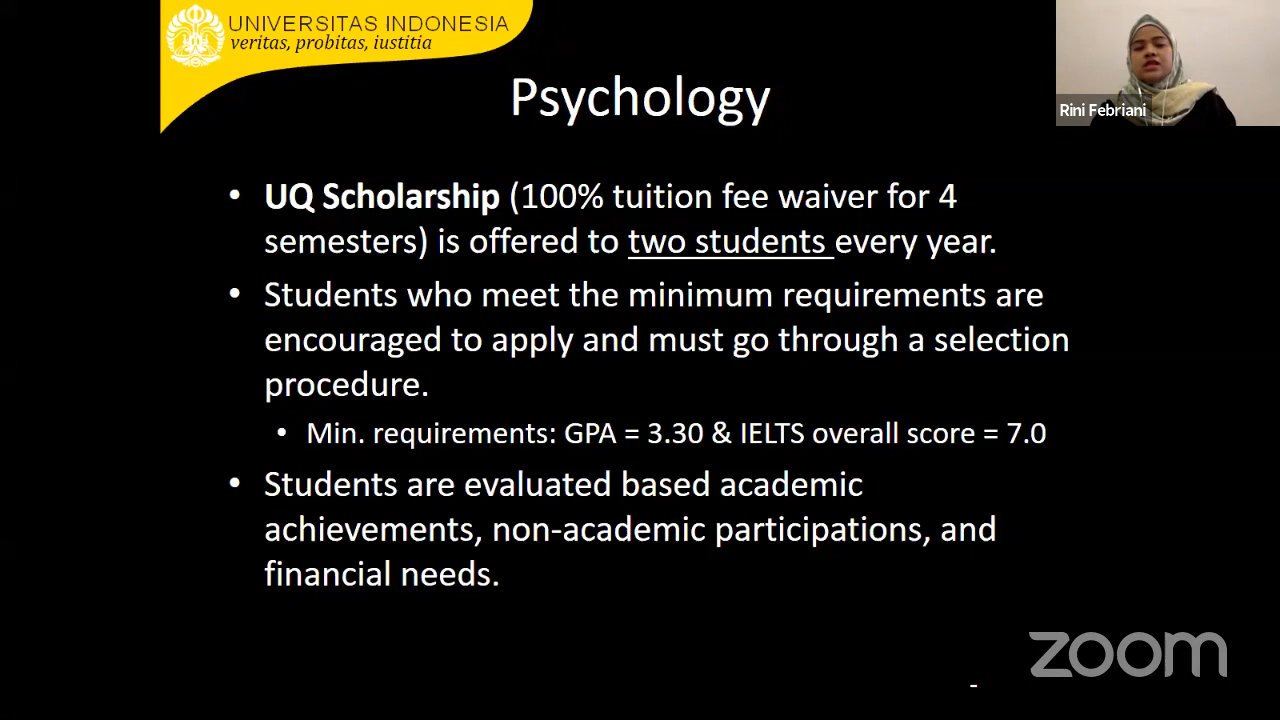 UNIVERSITAS INDONESIA
veritas, probitas, iustitia
Rini Febriani
Psychology
• UQ Scholarship (100% tuition fee waiver for 4
semesters) is offered to two students every year.
• Students who meet the minimum requirements are
encouraged to apply and must go through a selection
procedure.
• Min. requirements: GPA = 3.30 & IELTS overall score = 7.0
• Students are evaluated based academic
achievements, non-academic participations, and
financial needs.
zoom
-